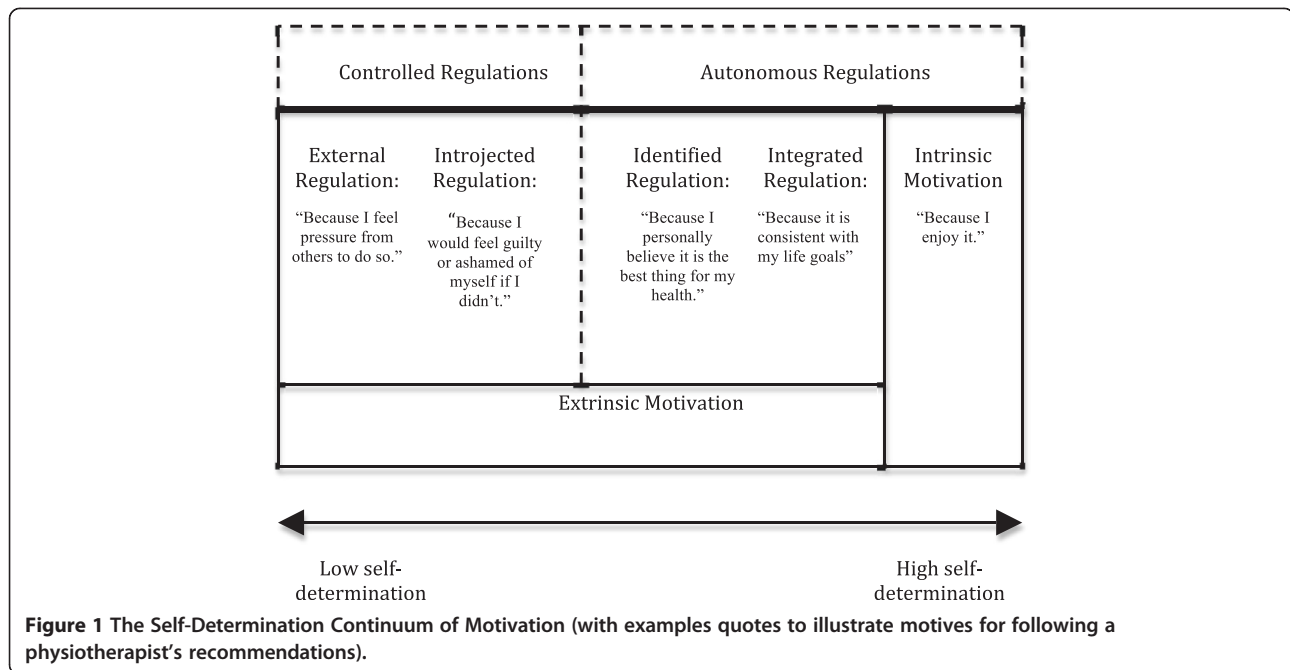 Controlled Regulations
Autonomous Regulations
External
Regulation:
“Because I feel
pressure from
others to do so.”
Introjected
Regulation:
“Because I
would feel guilty
or ashamed of
myself if I
didn’t.”
Identified
Regulation:
“Because I
personally
believe it is the
best thing for my
health.”
Integrated
Regulation:
“Because it is
consistent with
my life goals”
Intrinsic
Motivation
“Because I
enjoy it.”
Extrinsic Motivation
Low self-
determination
High self-
determination
Figure 1 The Self-Determination Continuum of Motivation (with examples quotes to illustrate motives for following a
physiotherapist’s recommendations).